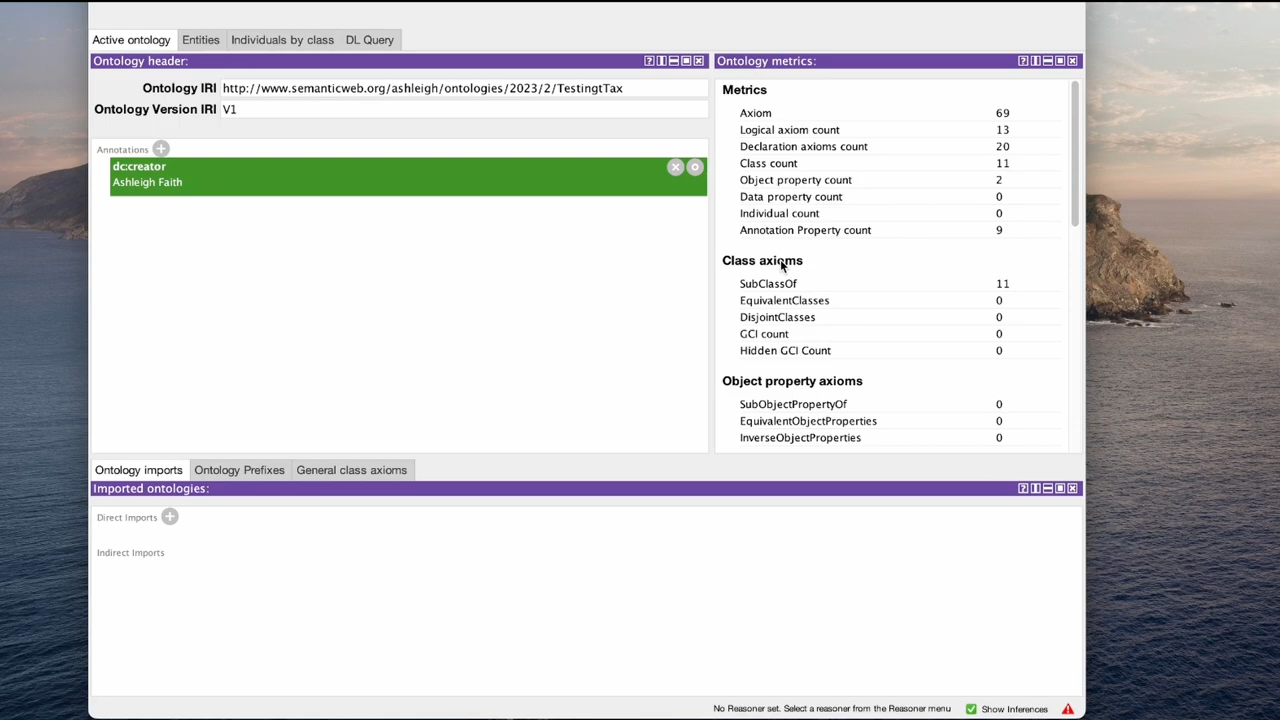 Active ontology Entities Individuals by class DL Query
Ontology header:
Ontology IRI http://www.semanticweb.org/ashleigh/ontologies/2023/2/TestingtTax
Ontology Version IRI V1
Annotations
dc:creator
Ashleigh Faith
Ontology metrics:
Metrics
Axiom 69
Logical axiom count 13
Declaration axioms count 20
Class count 11
Object property count 2
Data property count 0
Individual count 0
Annotation Property count 9
Class axioms
SubClassOf 11
EquivalentClasses 0
DisjointClasses 0
GCI count 0
Hidden GCI Count 0
Object property axioms
SubObjectPropertyOf 0
EquivalentObjectProperties 0
InverseObjectProperties 0
Ontology imports Ontology Prefixes General class axioms
Imported ontologies:
Direct Imports
Indirect Imports
No Reasoner set. Select a reasoner from the Reasoner menu Show Inferences